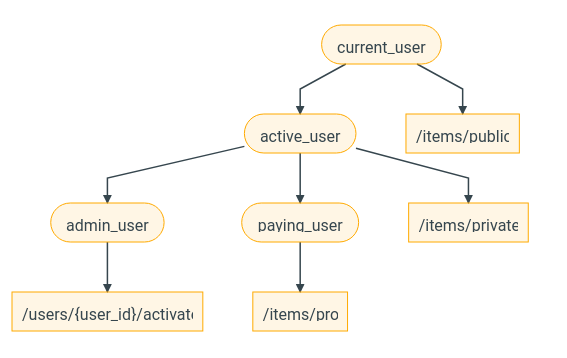 current_user
active_user
/items/public
admin_user
paying_user
/items/private
/users/{user_id}/activate
/items/pro